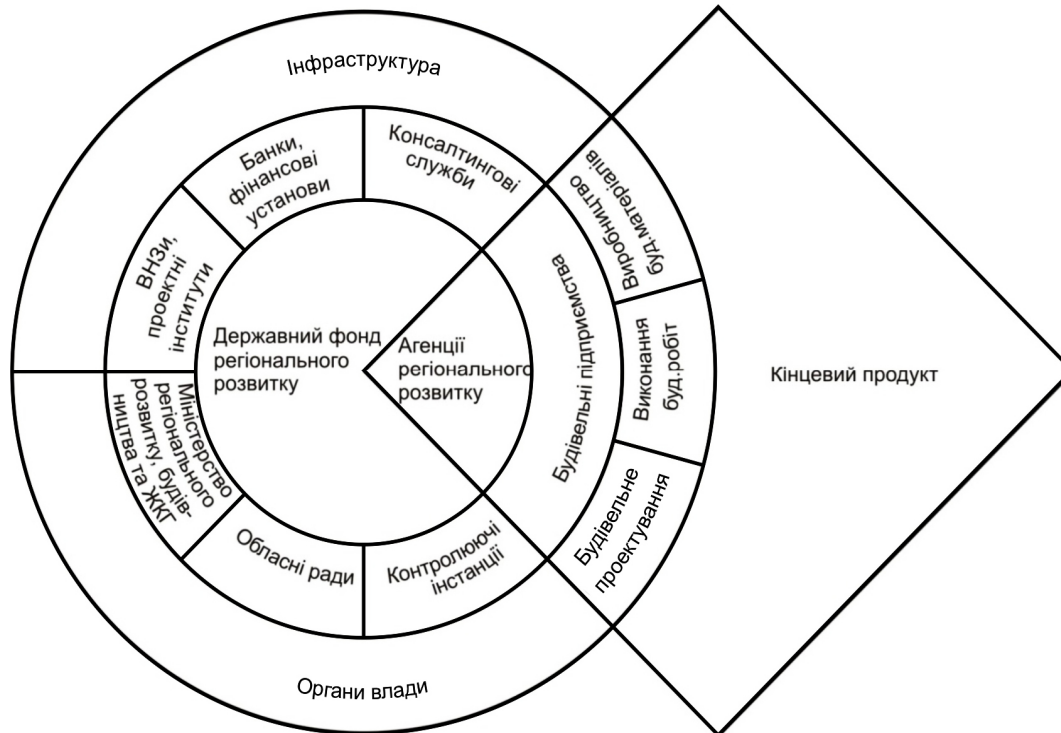 Інфраструктура
Банки,
фінансові
установи
Консалтингові
служби
ВНЗи,
проектні
інститути
Виробництво
буд.матеріалів
Державний фонд
регіонального
розвитку
Агенції
регіонального
розвитку
Будівельні підприємства
Виконання
буд.робіт
Кінцевий продукт
Міністерство
регіонального
розвитку, будів-
ництва та ЖКГ
Будівельне
проектування
Обласні ради
Контролюючі
інстанції
Органи влади